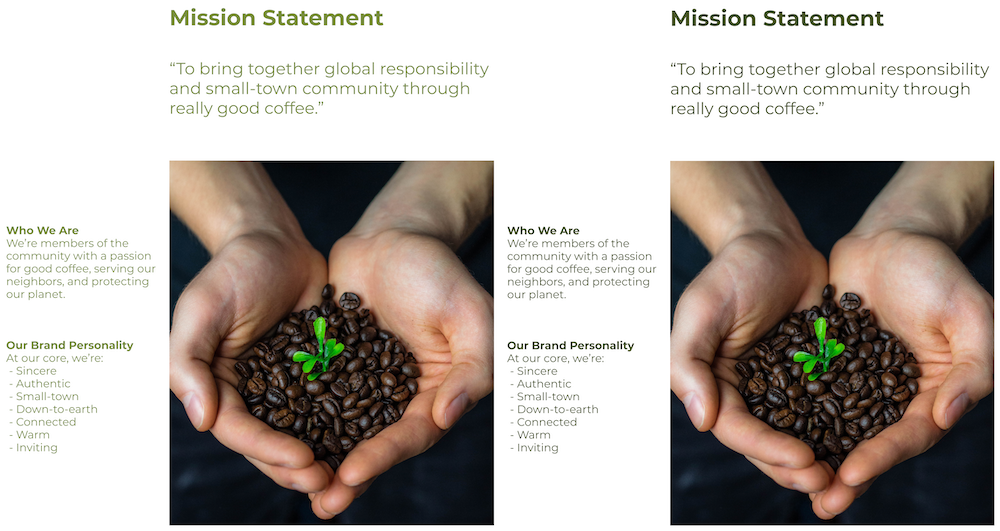 Mission Statement
“To bring together global responsibility
and small-town community through
really good coffee.”
Who We Are
We’re members of the
community with a passion
for good coffee, serving our
neighbors, and protecting
our planet.
Our Brand Personality
At our core, we’re:
- Sincere
- Authentic
- Small-town
- Down-to-earth
- Connected
- Warm
- Inviting
Mission Statement
“To bring together global responsibility
and small-town community through
really good coffee.”
Who We Are
We’re members of the
community with a passion
for good coffee, serving our
neighbors, and protecting
our planet.
Our Brand Personality
At our core, we’re:
- Sincere
- Authentic
- Small-town
- Down-to-earth
- Connected
- Warm
- Inviting